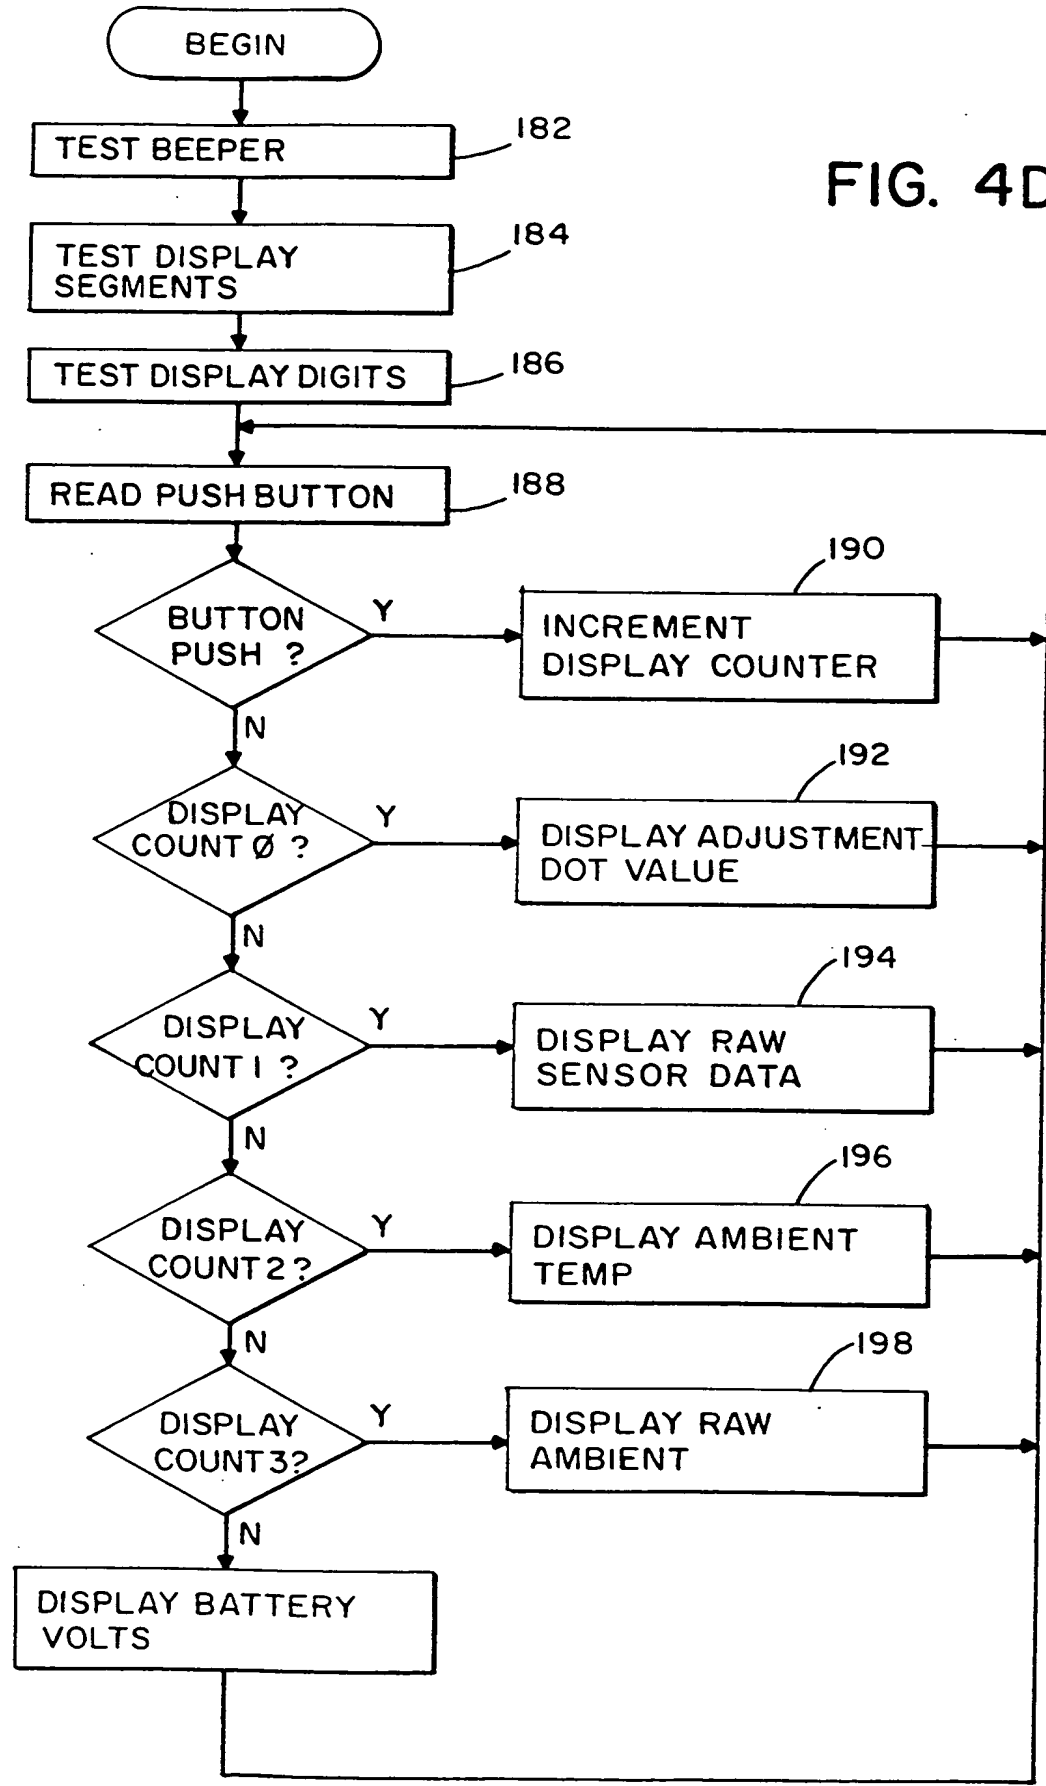 BEGIN
TEST BEEPER
182
FIG. 4D
TEST DISPLAY
SEGMENTS
184
TEST DISPLAY DIGITS
186
READ PUSH BUTTON
188
BUTTON
PUSH ?
Y
N
190
INCREMENT
DISPLAY COUNTER
DISPLAY
COUNT Ø ?
Y
N
192
DISPLAY ADJUSTMENT
DOT VALUE
DISPLAY
COUNT 1 ?
Y
N
194
DISPLAY RAW
SENSOR DATA
DISPLAY
COUNT 2 ?
Y
N
196
DISPLAY AMBIENT
TEMP
DISPLAY
COUNT 3?
Y
N
198
DISPLAY RAW
AMBIENT
DISPLAY BATTERY
VOLTS